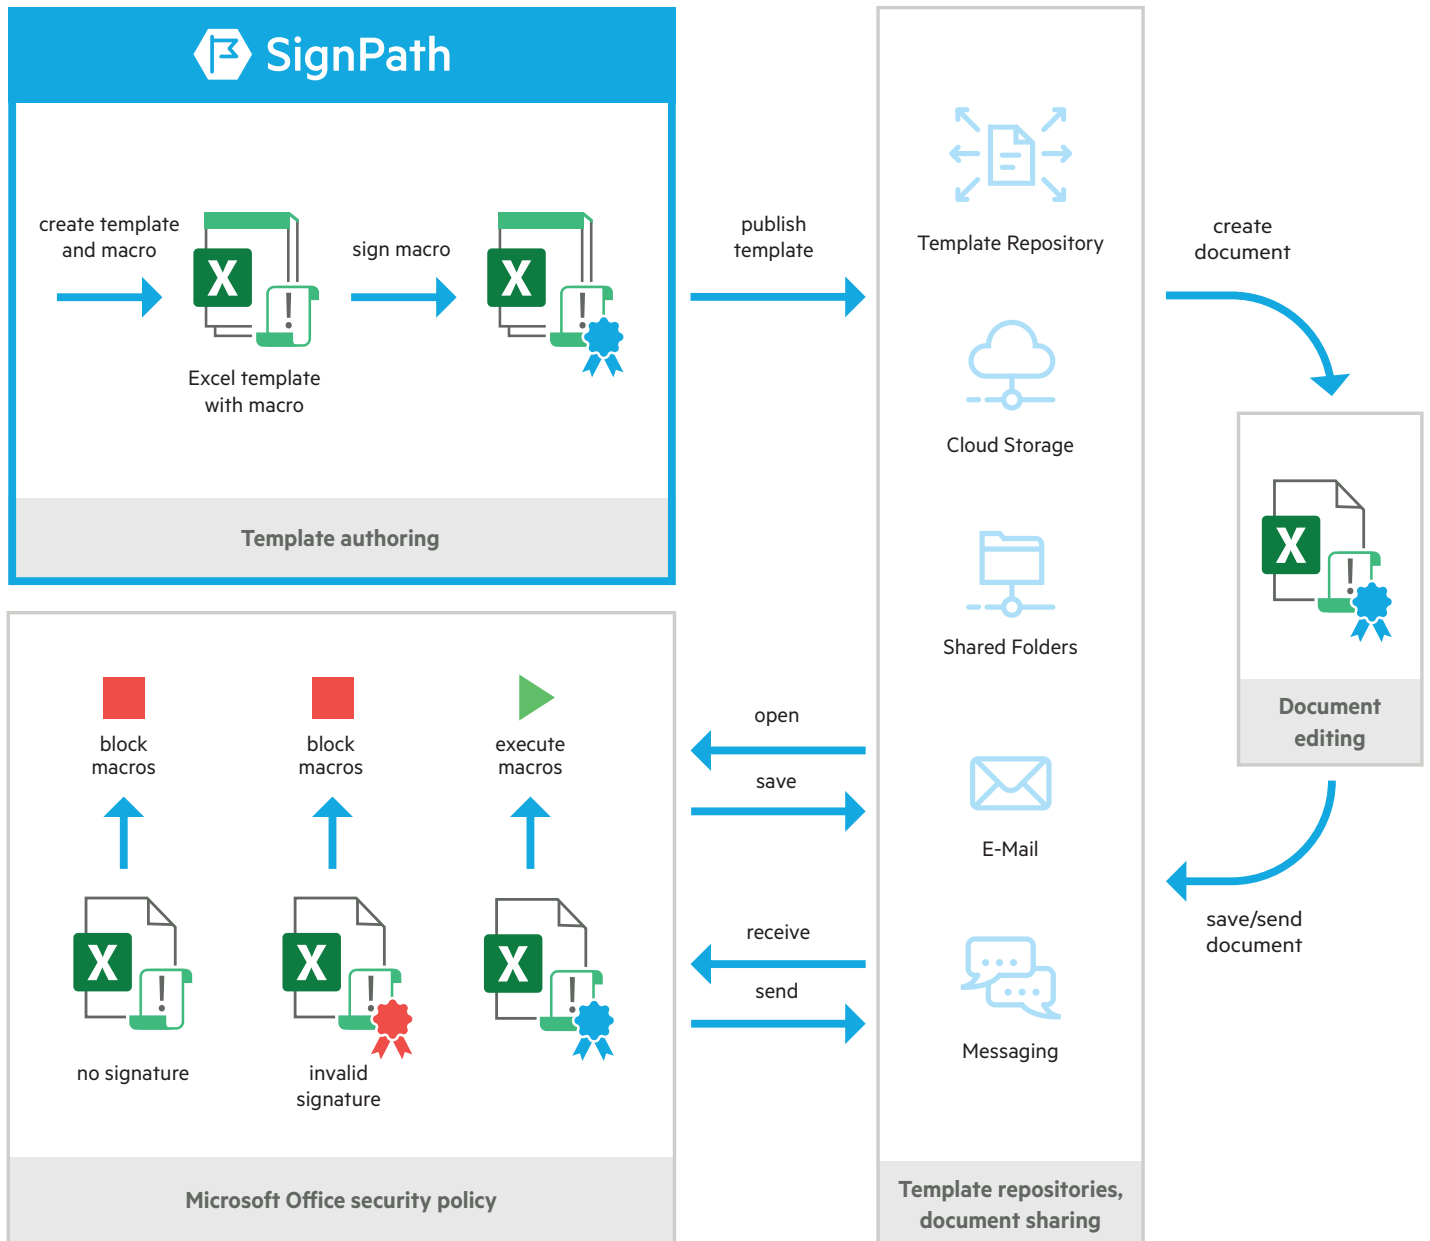 SignPath
create template
and macro
sign macro
X
X
Excel template
with macro
Template authoring
publish
template
Template Repository
Cloud Storage
Shared Folders
E-Mail
Messaging
Template repositories,
document sharing
create
document
X
Document
editing
save/send
document
open
save
receive
send
block
macros
block
macros
execute
macros
X
X
X
no signature
invalid
signature
Microsoft Office security policy